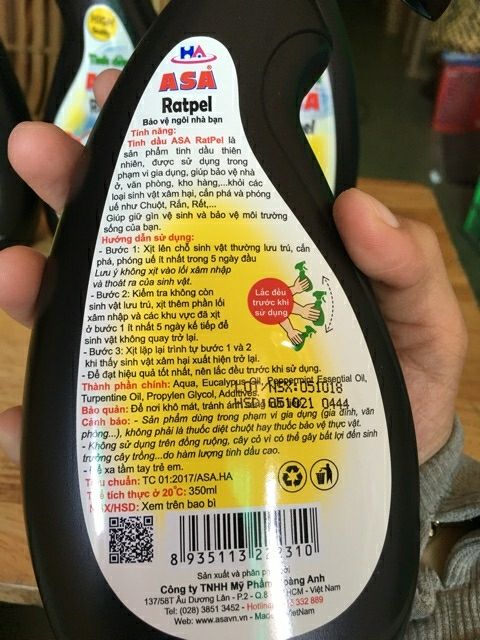 HIGH
HA
ASA
Ratpel
Bảo vệ ngôi nhà bạn
Tính năng:
Tinh dầu ASA RatPel là
sản phẩm tinh dầu thiên
nhiên, được sử dụng trong
phạm vi gia dụng, giúp bảo vệ nhà
ở, văn phòng, kho hàng,...khỏi các
loại sinh vật xâm hại, cắn phá và phóng
uế như Chuột, Rắn, Rết,...
Giúp giữ gìn vệ sinh và bảo vệ môi trường
sống của bạn.
Hướng dẫn sử dụng:
- Bước 1: Xịt lên chỗ sinh vật thường lưu trú, cắn
phá, phóng uế ít nhất trong 5 ngày đầu
Lưu ý không xịt vào lối xâm nhập
và thoát ra của sinh vật.
- Bước 2: Kiểm tra không còn
sinh vật lưu trú, xịt thêm phần lối
xâm nhập và các khu vực đã xịt
ở bước 1 ít nhất 5 ngày kế tiếp để
sinh vật không quay trở lại.
- Bước 3: Xịt lặp lại trình tự bước 1 và 2
khi thấy sinh vật xâm hại xuất hiện trở lại.
- Để đạt hiệu quả tốt nhất, nên lắc đều trước khi sử dụng.
Lắc đều
trước khi
sử dụng
Thành phần chính: Aqua, Eucalyptus Oil, Peppermint Essential Oil,
Turpentine Oil, Propylen Glycol, Additives.
LOT/NSX:051018
HSD 051021 0444
Bảo quản: Để nơi khô mát, tránh ánh
Cảnh báo: - Sản phẩm dùng trong phạm vi gia dụng (gia đình, văn
phòng...), không phải là thuốc diệt chuột hay thuốc bảo vệ thực vật.
- Không sử dụng trên đồng ruộng, cây cỏ vì có thể gây bất lợi đến sinh
trưởng cây trồng...do hàm lượng tinh dầu cao.
- Để xa tầm tay trẻ em.
Tiêu chuẩn: TC 01:2017/ASA.HA
Thể tích thực ở 20°C: 350ml
NSX/HSD: Xem trên bao bì
8 935113 222310
Sản xuất và phân phối bởi
Công ty TNHH Mỹ Phẩm Hoàng Anh
137/58T Âu Dương Lân - P.2 - Q.8 HCM - Việt Nam
Tel: (028) 3851 3452 - Hotline 3 332 889
Web: www.asavn.vn - Made VietNam